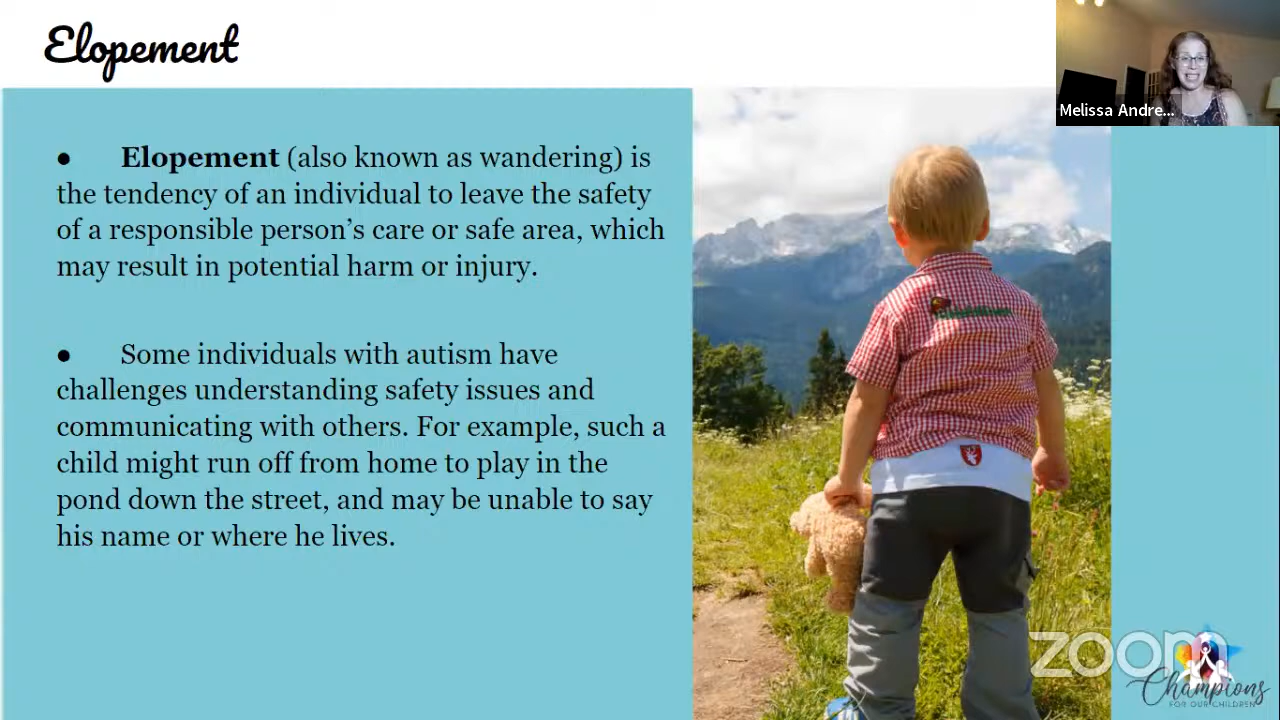 Elopement
Melissa Andre...
● Elopement (also known as wandering) is
the tendency of an individual to leave the safety
of a responsible person’s care or safe area, which
may result in potential harm or injury.
● Some individuals with autism have
challenges understanding safety issues and
communicating with others. For example, such a
child might run off from home to play in the
pond down the street, and may be unable to say
his name or where he lives.
zoom
Champions
FOR OUR CHILDREN